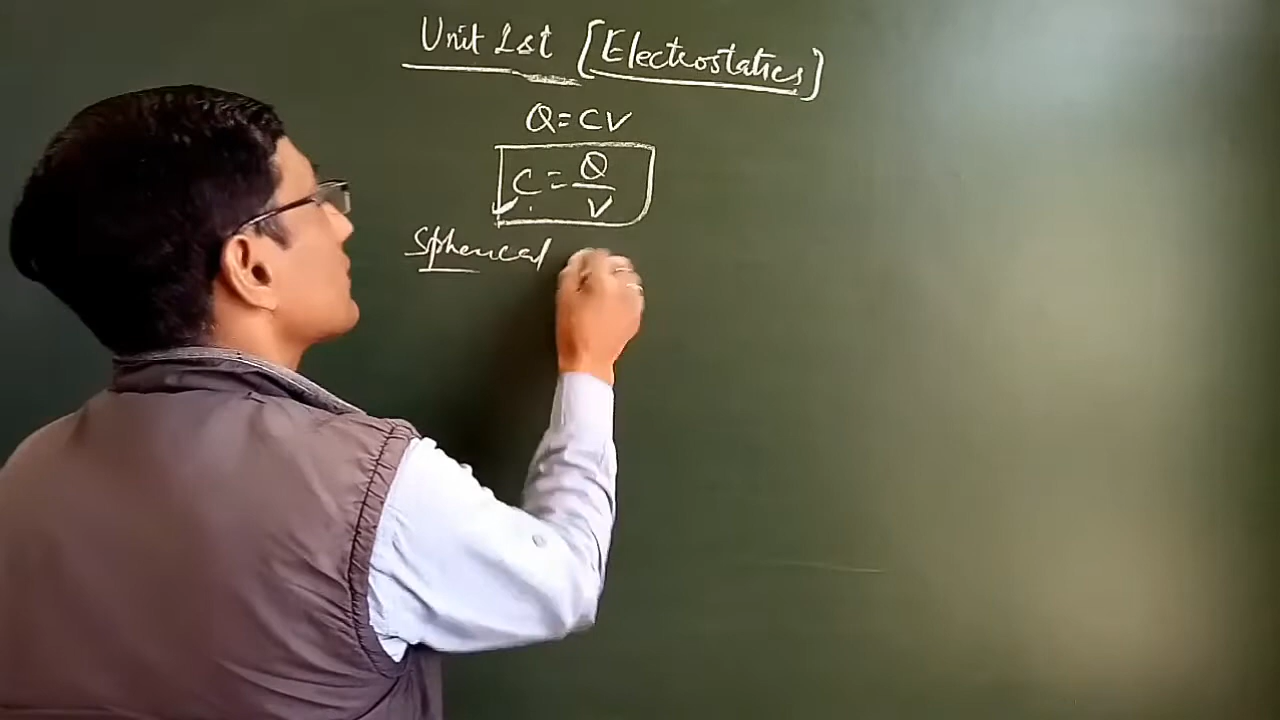 Unit 1st [Electrostatics]
Q=CV
C = Q/V
Spherical